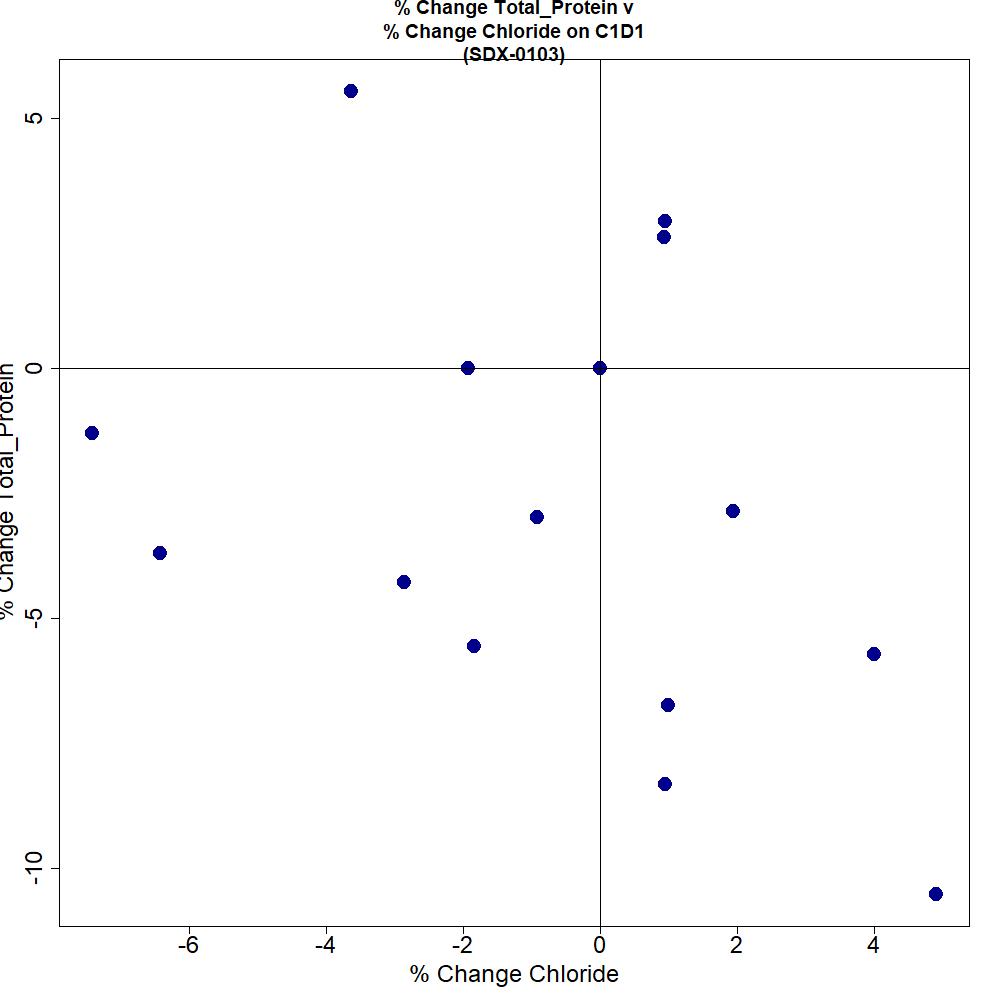 % Change Total_Protein v
% Change Chloride on C1D1
(SDX-0103)
% Change Total_Protein
5
0
-5
-10
-6
-4
-2
0
2
4
% Change Chloride